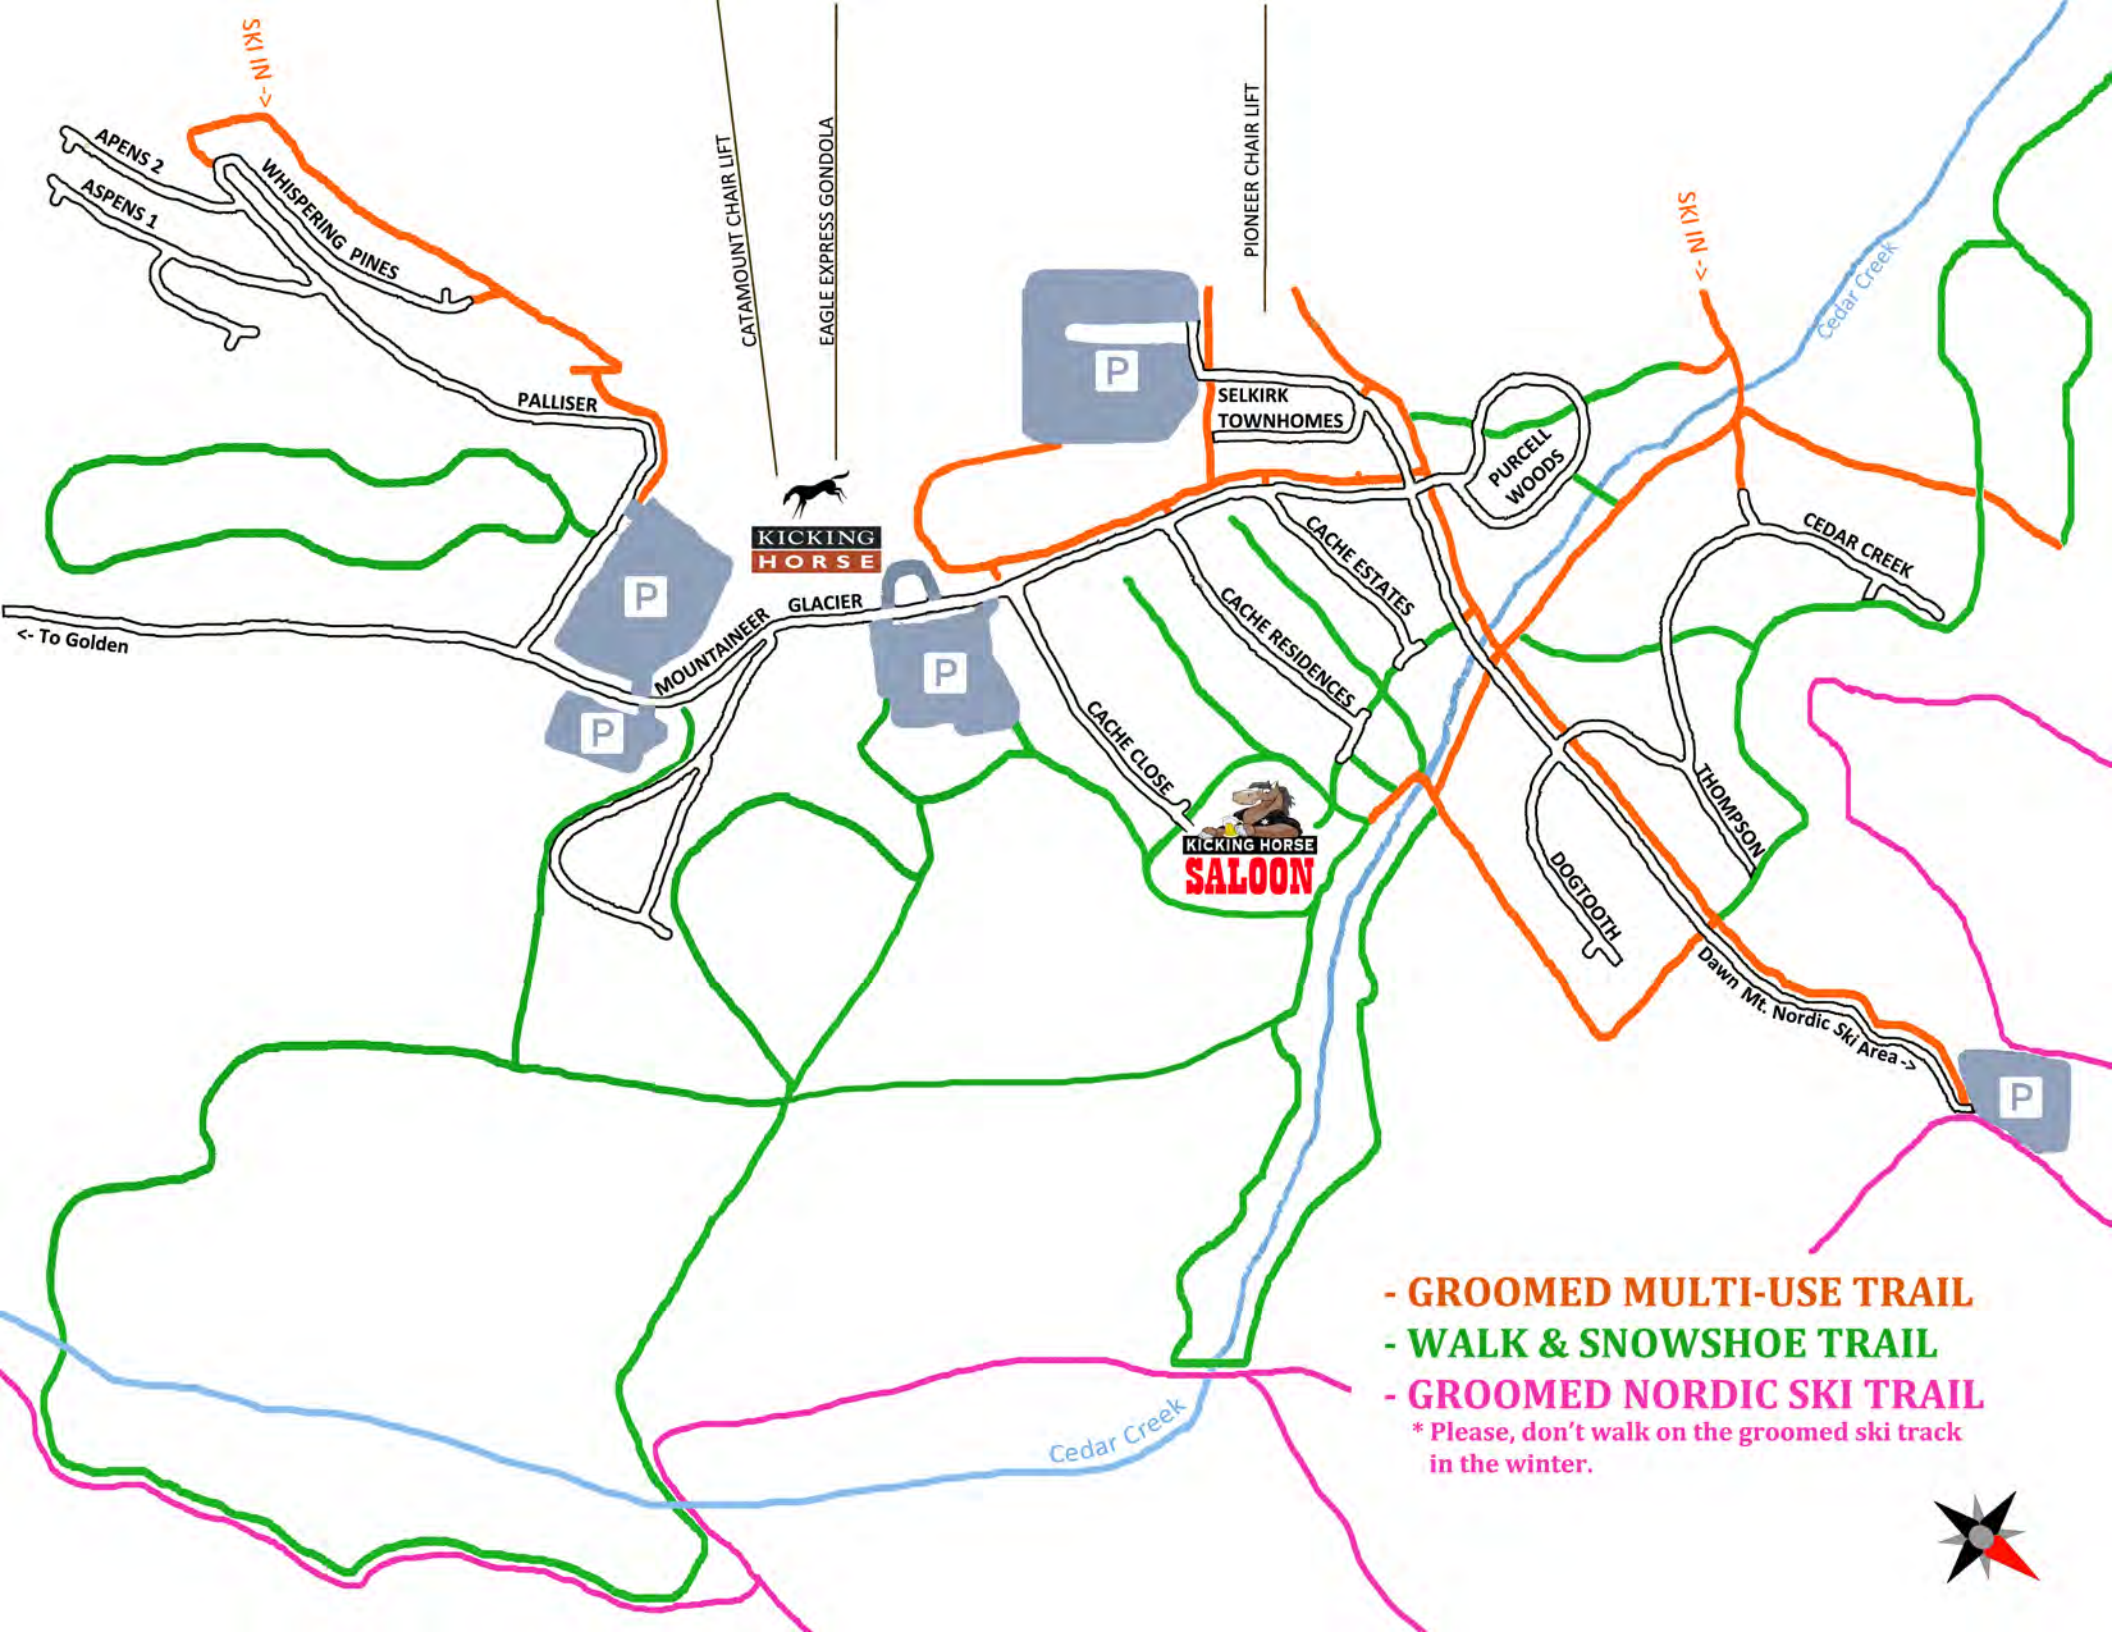 SKI IN ->
APENS 2
ASPENS 1
WHISPERING PINES
CATAMOUNT CHAIR LIFT
EAGLE EXPRESS GONDOLA
PIONEER CHAIR LIFT
SKI IN ->
Cedar Creek
P
SELKIRK
TOWNHOMES
PALLISER
PURCELL
WOODS
KICKING
HORSE
P
GLACIER
MOUNTAINEER
<- To Golden
P
P
CACHE ESTATES
CACHE RESIDENCES
CACHE CLOSE
CEDAR CREEK
KICKING HORSE
SALOON
THOMPSON
DOGTOOTH
Dawn Mt. Nordic Ski Area ->
P
- GROOMED MULTI-USE TRAIL
- WALK & SNOWSHOE TRAIL
- GROOMED NORDIC SKI TRAIL
* Please, don't walk on the groomed ski track
in the winter.
Cedar Creek